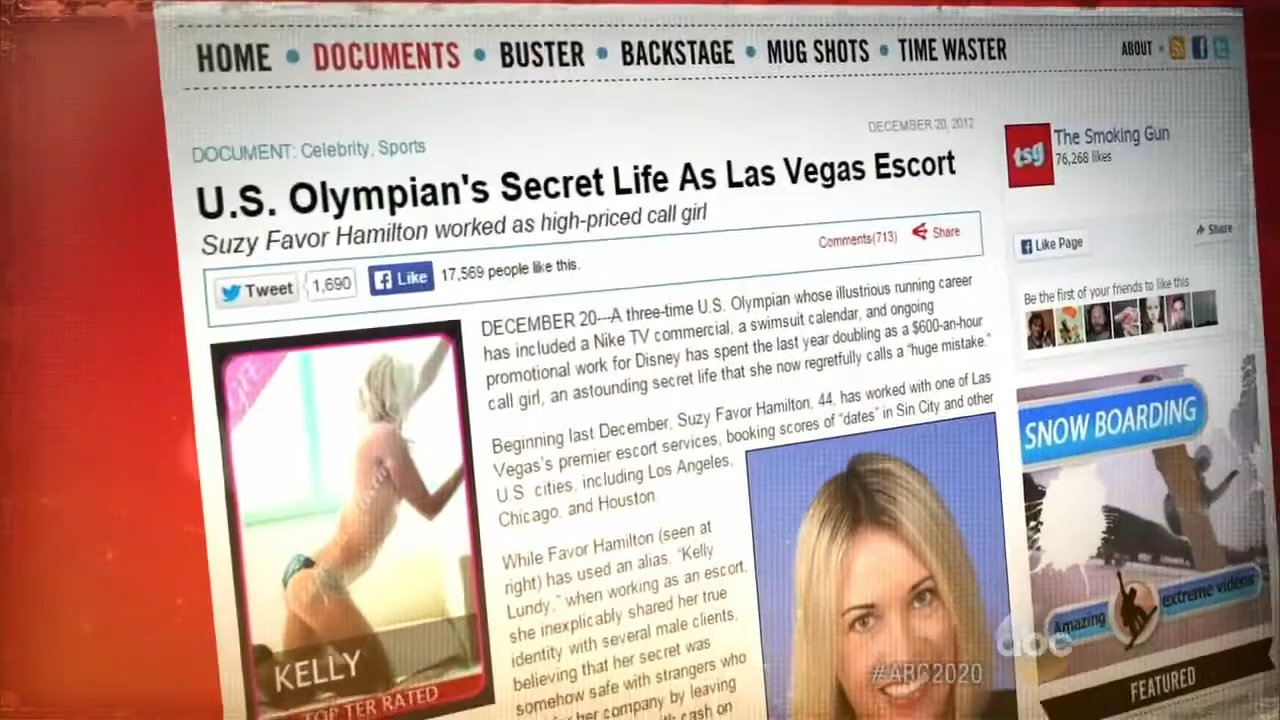 HOME • DOCUMENTS • BUSTER • BACKSTAGE • MUG SHOTS • TIME WASTER
ABOUT
DECEMBER 20, 2012
DOCUMENT: Celebrity, Sports
U.S. Olympian's Secret Life As Las Vegas Escort
Suzy Favor Hamilton worked as high-priced call girl
Tweet 1,690 Like 17,569 people like this. Comments(713) Share
DECEMBER 20---A three-time U.S. Olympian whose illustrious running career
has included a Nike TV commercial, a swimsuit calendar, and ongoing
promotional work for Disney has spent the last year doubling as a $600-an-hour
call girl, an astounding secret life that she now regretfully calls a "huge mistake."
Beginning last December, Suzy Favor Hamilton, 44, has worked with one of Las
Vegas's premier escort services, booking scores of "dates" in Sin City and other
U.S. cities, including Los Angeles,
Chicago, and Houston.
While Favor Hamilton (seen at
right) has used an alias, "Kelly
Lundy," when working as an escort,
she inexplicably shared her true
identity with several male clients,
believing that her secret was
somehow safe with strangers who
her company by leaving
cash on
KELLY
TER RATED
tsg
The Smoking Gun
76,268 likes
Like Page
Share
Be the first of your friends to like this
SNOW BOARDING
Amazing extreme videos
FEATURED
abc
#ABC2020